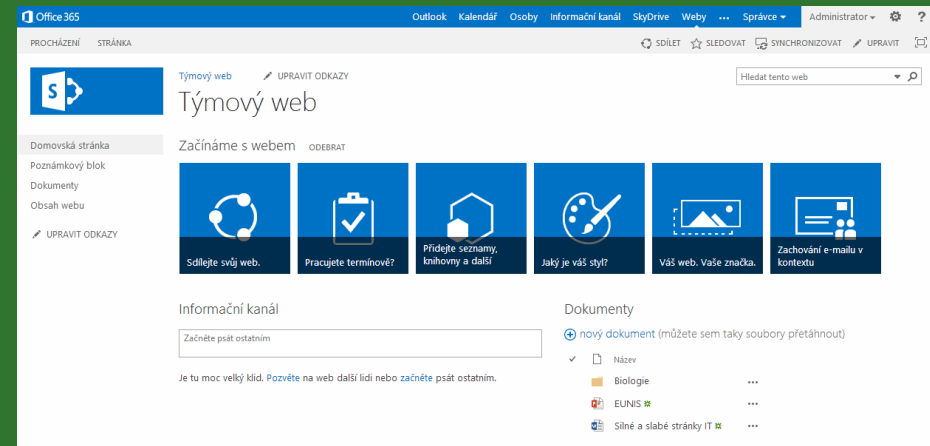 Office 365 Outlook Kalendář Osoby Informační kanál SkyDrive Weby ••• Správce Administrator ?
PROCHÁZENÍ STRÁNKA SDÍLET SLEDOVAT SYNCHRONIZOVAT UPRAVIT
S
Týmový web UPRAVIT ODKAZY
Hledat tento web
Týmový web
Domovská stránka
Poznámkový blok
Dokumenty
Obsah webu
UPRAVIT ODKAZY
Začínáme s webem ODEBRAT
Sdílejte svůj web.
Pracujete termínově?
Přidejte seznamy,
knihovny a další
Jaký je váš styl?
Váš web. Vaše značka.
Zachování e-mailu v
kontextu
Informační kanál
Začněte psát ostatním
Je tu moc velký klid. Pozvěte na web další lidi nebo začněte psát ostatním.
Dokumenty
nový dokument (můžete sem taky soubory přetáhnout)
Název
Biologie •••
EUNIS •••
Silné a slabé stránky IT •••